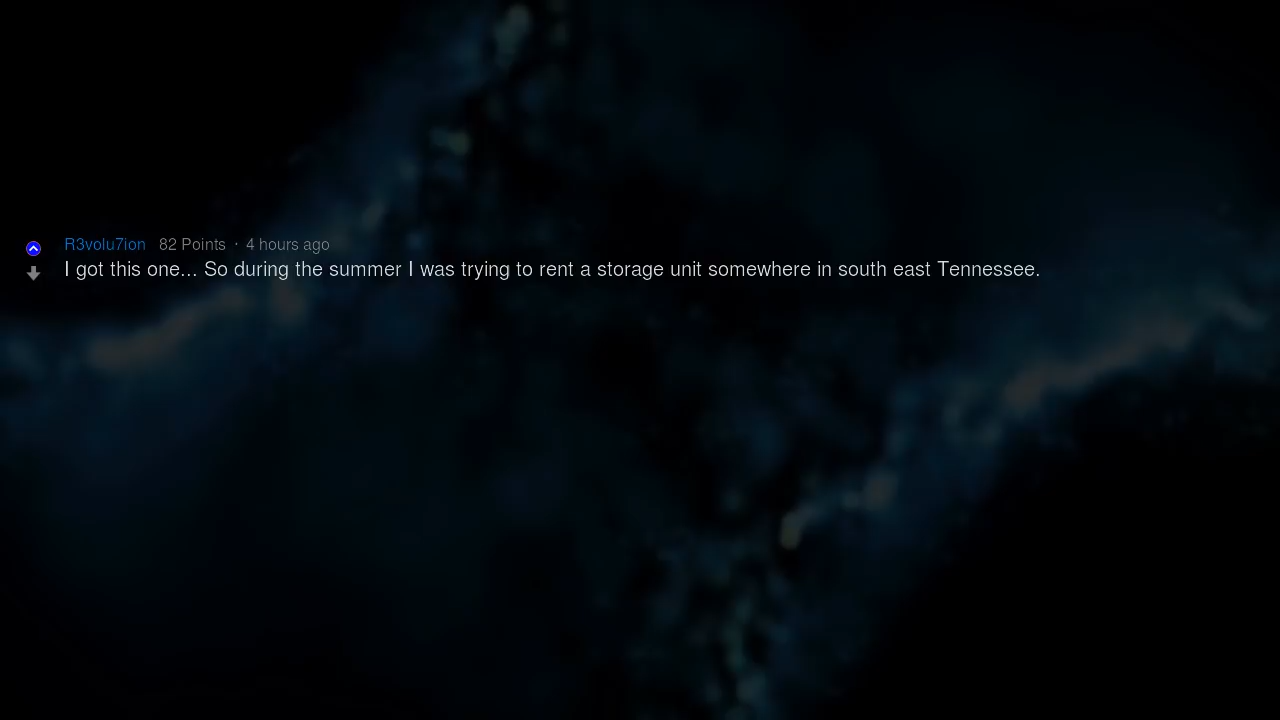 R3volu7ion 82 Points · 4 hours ago
I got this one... So during the summer I was trying to rent a storage unit somewhere in south east Tennessee.